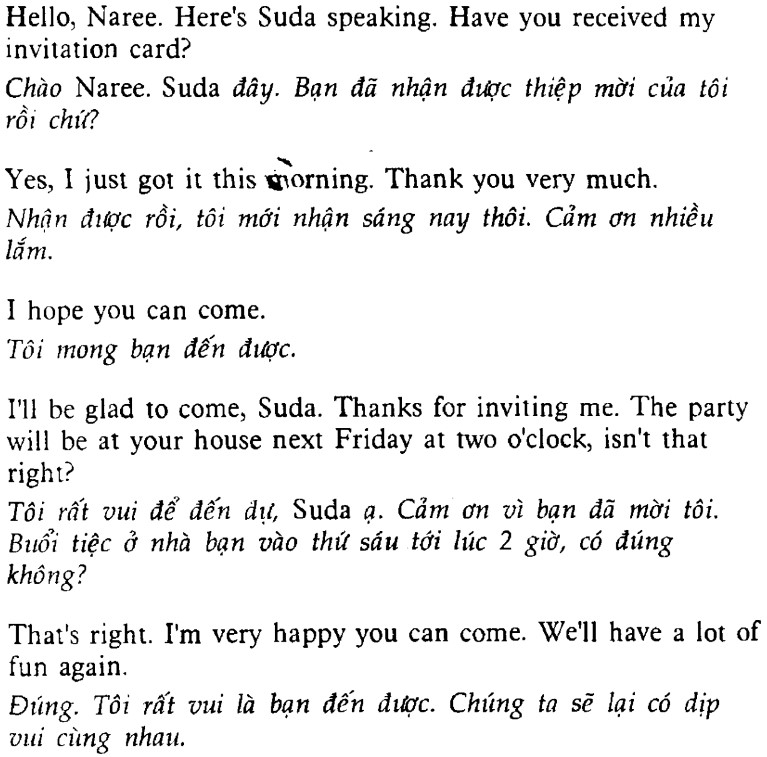 Hello, Naree. Here's Suda speaking. Have you received my
invitation card?
Chào Naree. Suda đây. Bạn đã nhận được thiệp mời của tôi
rồi chứ?
Yes, I just got it this morning. Thank you very much.
Nhận được rồi, tôi mới nhận sáng nay thôi. Cảm ơn nhiều
lắm.
I hope you can come.
Tôi mong bạn đến được.
I'll be glad to come, Suda. Thanks for inviting me. The party
will be at your house next Friday at two o'clock, isn't that
right?
Tôi rất vui để đến dự, Suda ạ. Cảm ơn vì bạn đã mời tôi.
Buổi tiệc ở nhà bạn vào thứ sáu tới lúc 2 giờ, có đúng
không?
That's right. I'm very happy you can come. We'll have a lot of
fun again.
Đúng. Tôi rất vui là bạn đến được. Chúng ta sẽ lại có dịp
vui cùng nhau.